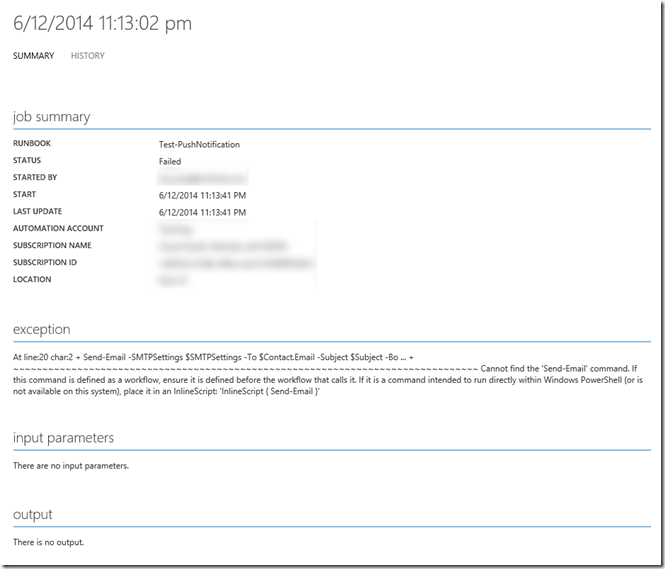 6/12/2014 11:13:02 pm
SUMMARY HISTORY
job summary
RUNBOOK Test-PushNotification
STATUS Failed
STARTED BY
START 6/12/2014 11:13:41 PM
LAST UPDATE 6/12/2014 11:13:41 PM
AUTOMATION ACCOUNT
SUBSCRIPTION NAME
SUBSCRIPTION ID
LOCATION
exception
At line:20 char:2 + Send-Email -SMTPSettings $SMTPSettings -To $Contact.Email -Subject $Subject -Bo ... +
~~~~~~~~~~~~~~~~~~~~~~~~~~~~~~~~~~~~~~~~~~~~~~~~~~~~~~~~~~~~~~~~~~~~~~~~~~~~~~~ Cannot find the 'Send-Email' command. If
this command is defined as a workflow, ensure it is defined before the workflow that calls it. If it is a command intended to run directly within Windows PowerShell (or is
not available on this system), place it in an InlineScript: 'InlineScript { Send-Email }'
input parameters
There are no input parameters.
output
There is no output.